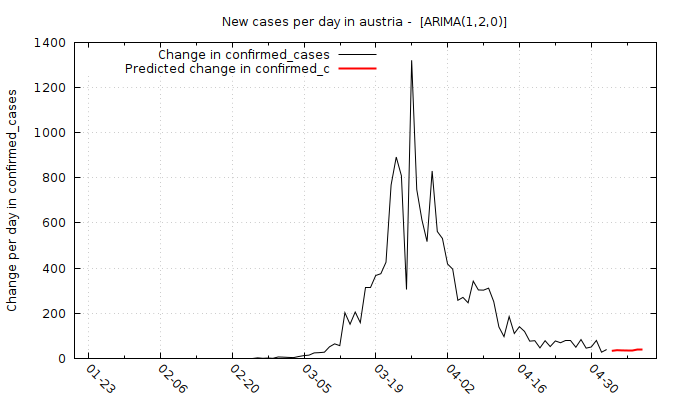 New cases per day in austria -  [ARIMA(1,2,0)]
Change in confirmed_cases
Predicted change in confirmed_c
Change per day in confirmed_cases
1400
1200
1000
800
600
400
200
0
01-23 02-06 02-20 03-05 03-19 04-02 04-16 04-30